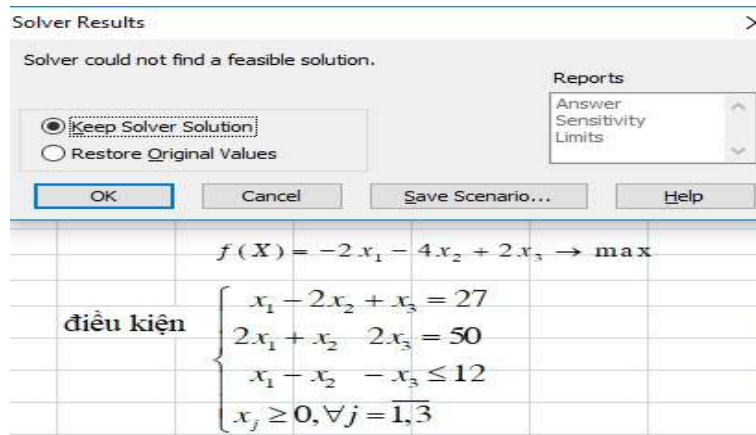 Solver Results
Solver could not find a feasible solution.
Reports
Answer
Sensitivity
Limits
Keep Solver Solution
Restore Original Values
OK Cancel Save Scenario... Help
f(X) = −2x₁ − 4x₂ + 2x₃ → max
x₁ − 2x₂ + x₃ = 27
điều kiện
2x₁ + x₂ 2x₃ = 50
x₁ − x₂ − x₃ ≤ 12
xⱼ ≥ 0, ∀j = 1,3